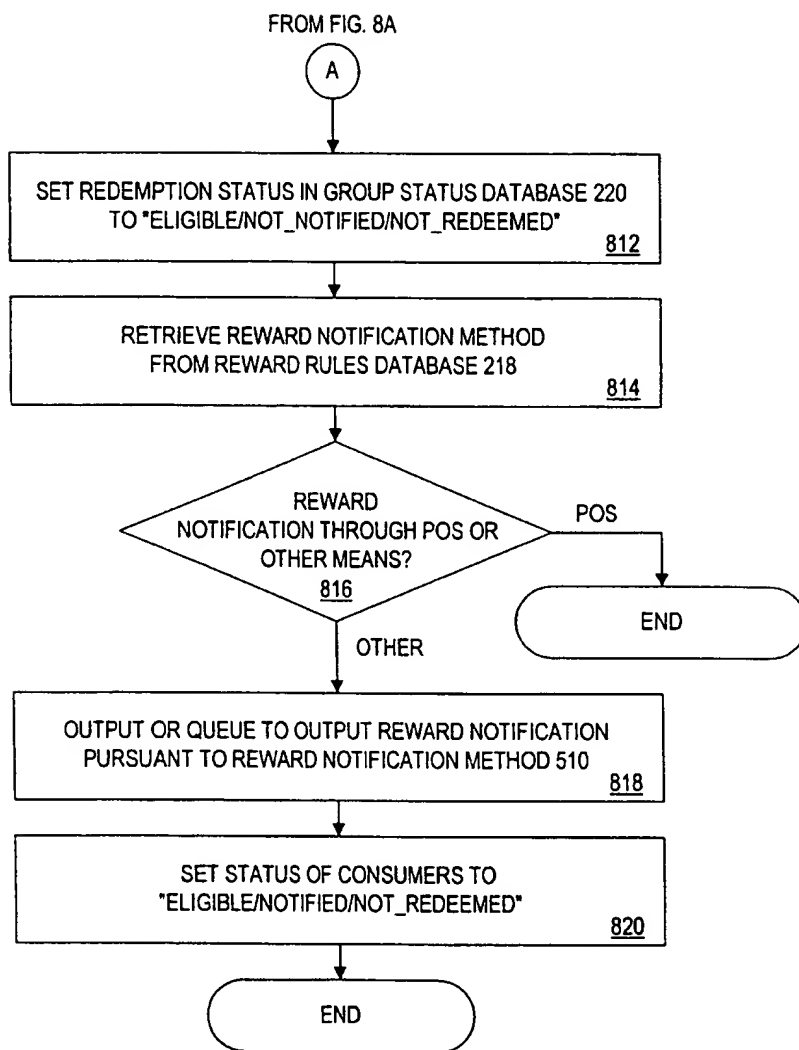 FROM FIG. 8A
A
SET REDEMPTION STATUS IN GROUP STATUS DATABASE 220
TO "ELIGIBLE/NOT_NOTIFIED/NOT_REDEEMED"
812
RETRIEVE REWARD NOTIFICATION METHOD
FROM REWARD RULES DATABASE 218
814
REWARD
NOTIFICATION THROUGH POS OR
OTHER MEANS?
816
POS
END
OTHER
OUTPUT OR QUEUE TO OUTPUT REWARD NOTIFICATION
PURSUANT TO REWARD NOTIFICATION METHOD 510
818
SET STATUS OF CONSUMERS TO
"ELIGIBLE/NOTIFIED/NOT_REDEEMED"
820
END